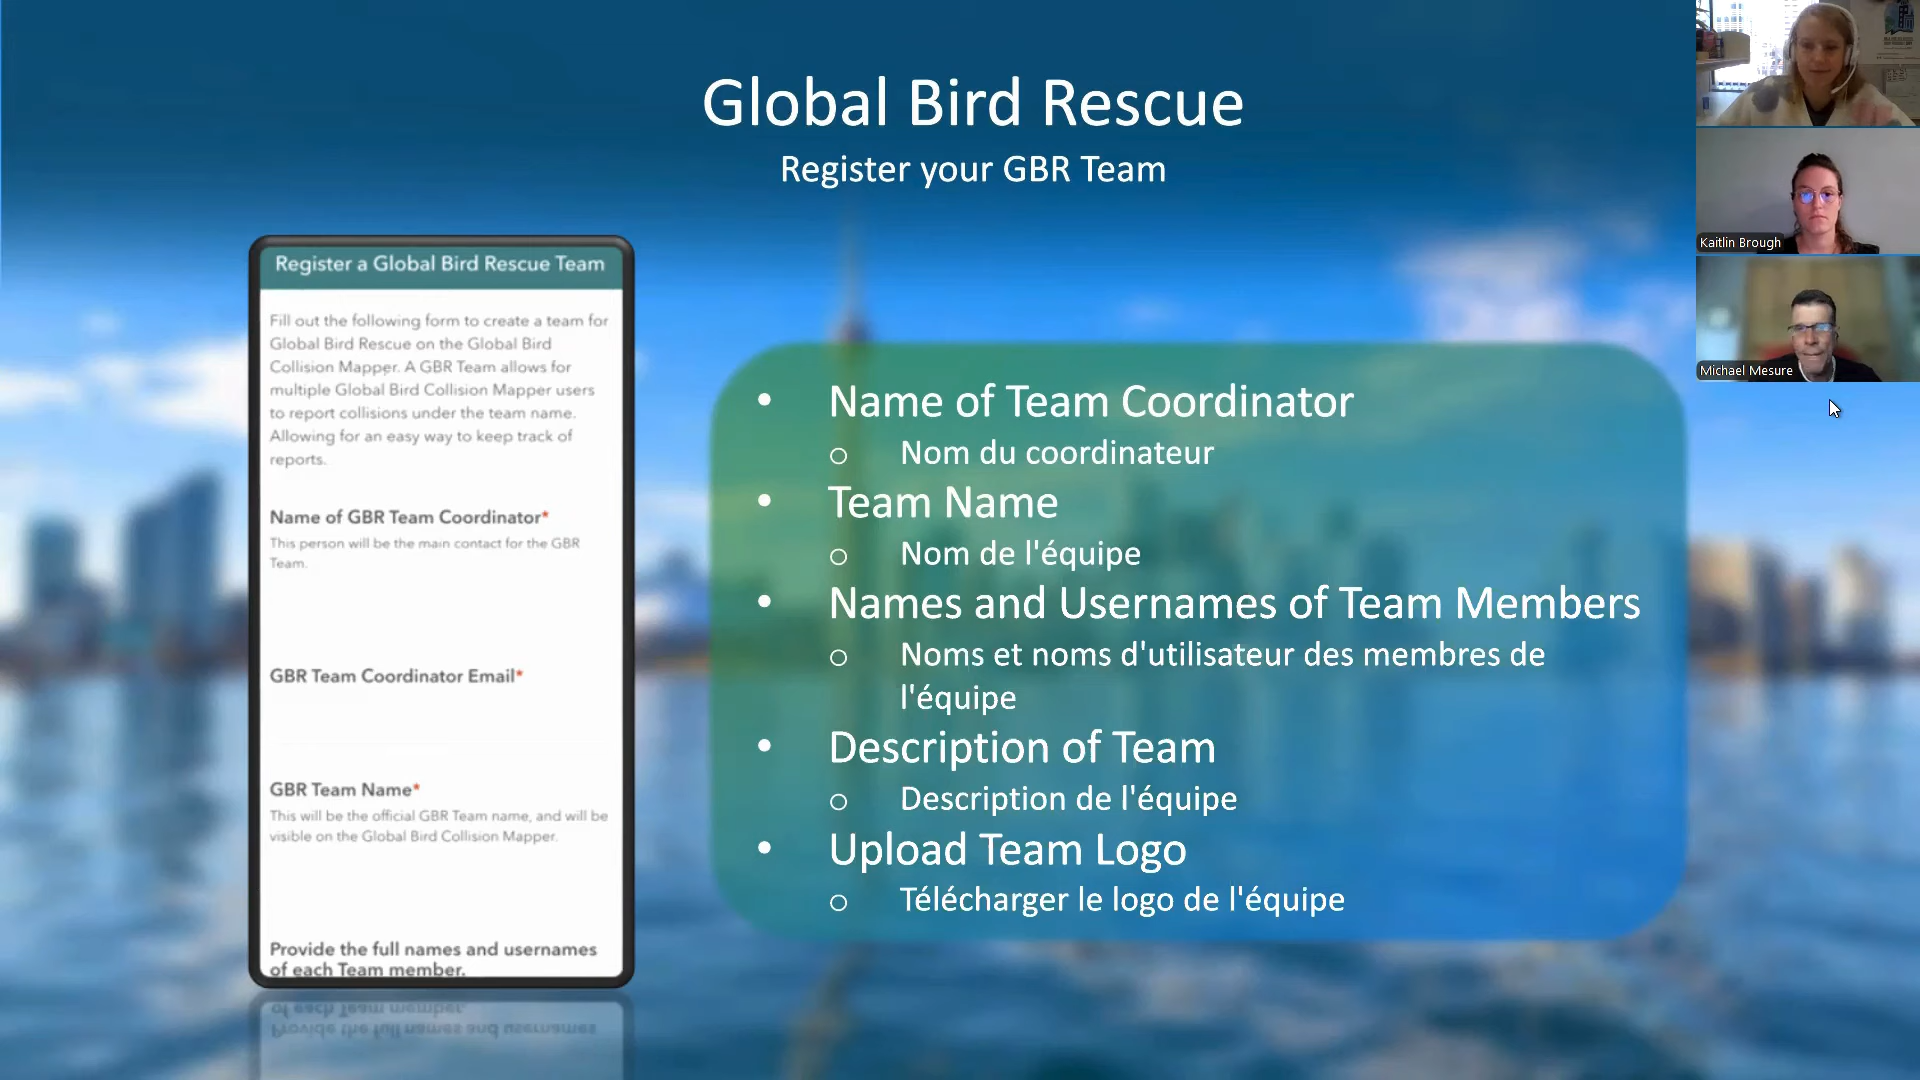 Global Bird Rescue
Register your GBR Team
Register a Global Bird Rescue Team
Fill out the following form to create a team for
Global Bird Rescue on the Global Bird
Collision Mapper. A GBR Team allows for
multiple Global Bird Collision Mapper users
to report collisions under the team name.
Allowing for an easy way to keep track of
reports.
Name of GBR Team Coordinator*
This person will be the main contact for the GBR
Team.
GBR Team Coordinator Email*
GBR Team Name*
This will be the official GBR Team name, and will be
visible on the Global Bird Collision Mapper.
Provide the full names and usernames
of each Team member.
• Name of Team Coordinator
o Nom du coordinateur
• Team Name
o Nom de l'équipe
• Names and Usernames of Team Members
o Noms et noms d'utilisateur des membres de
l'équipe
• Description of Team
o Description de l'équipe
• Upload Team Logo
o Télécharger le logo de l'équipe
Kaitlin Brough
Michael Mesure